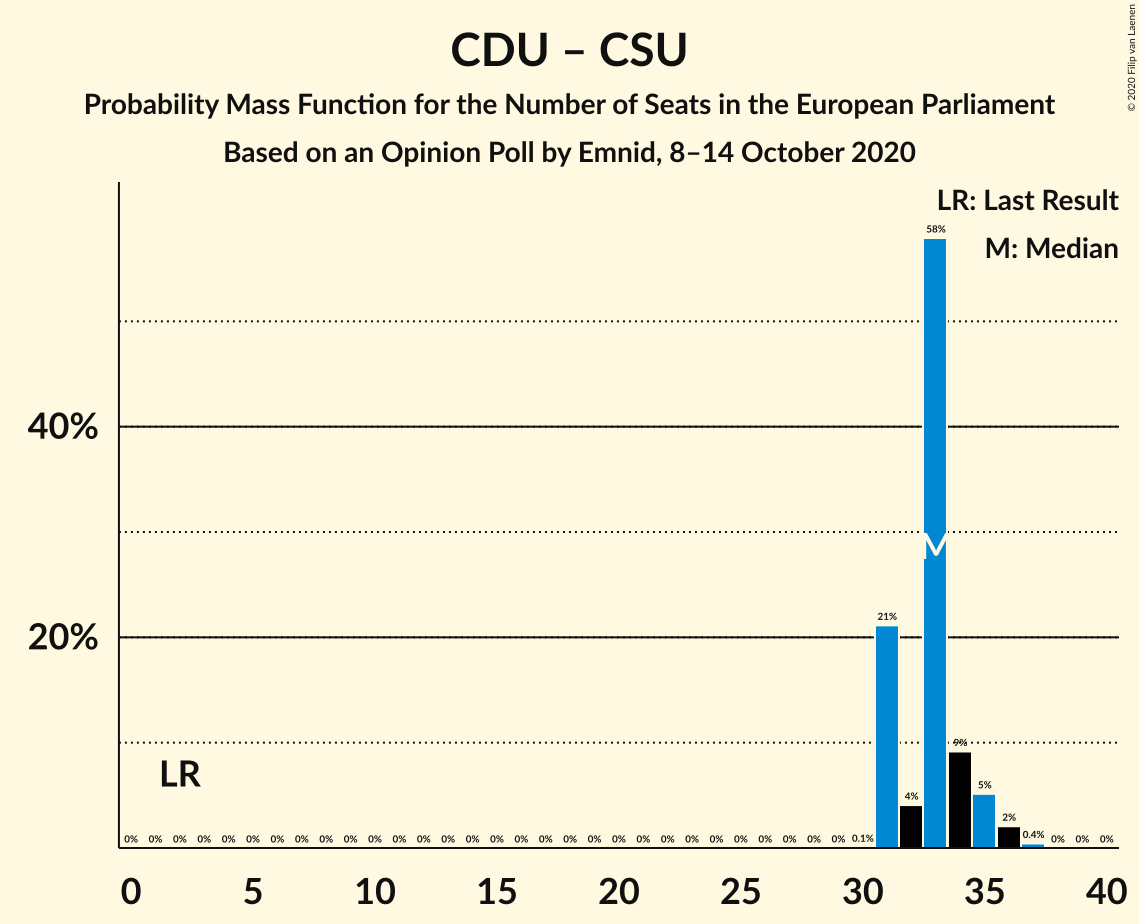 CDU – CSU
Probability Mass Function for the Number of Seats in the European Parliament
Based on an Opinion Poll by Emnid, 8–14 October 2020
© 2020 Filip van Laenen
LR: Last Result
M: Median
58%
40%
M
21%
20%
9%
LR
5%
4%
2%
0% 0% 0% 0% 0% 0% 0% 0% 0% 0% 0% 0% 0% 0% 0% 0% 0% 0% 0% 0% 0% 0% 0% 0% 0% 0% 0% 0% 0% 0% 0.1% 0.4% 0% 0% 0%
0 5 10 15 20 25 30 35 40